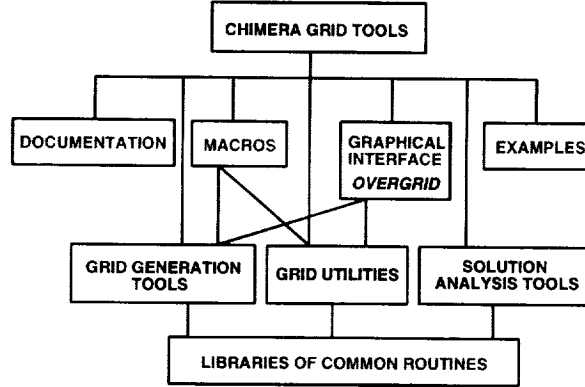 CHIMERA GRID TOOLS
DOCUMENTATION
MACROS
GRAPHICAL
INTERFACE
OVERGRID
EXAMPLES
GRID GENERATION
TOOLS
GRID UTILITIES
SOLUTION
ANALYSIS TOOLS
LIBRARIES OF COMMON ROUTINES